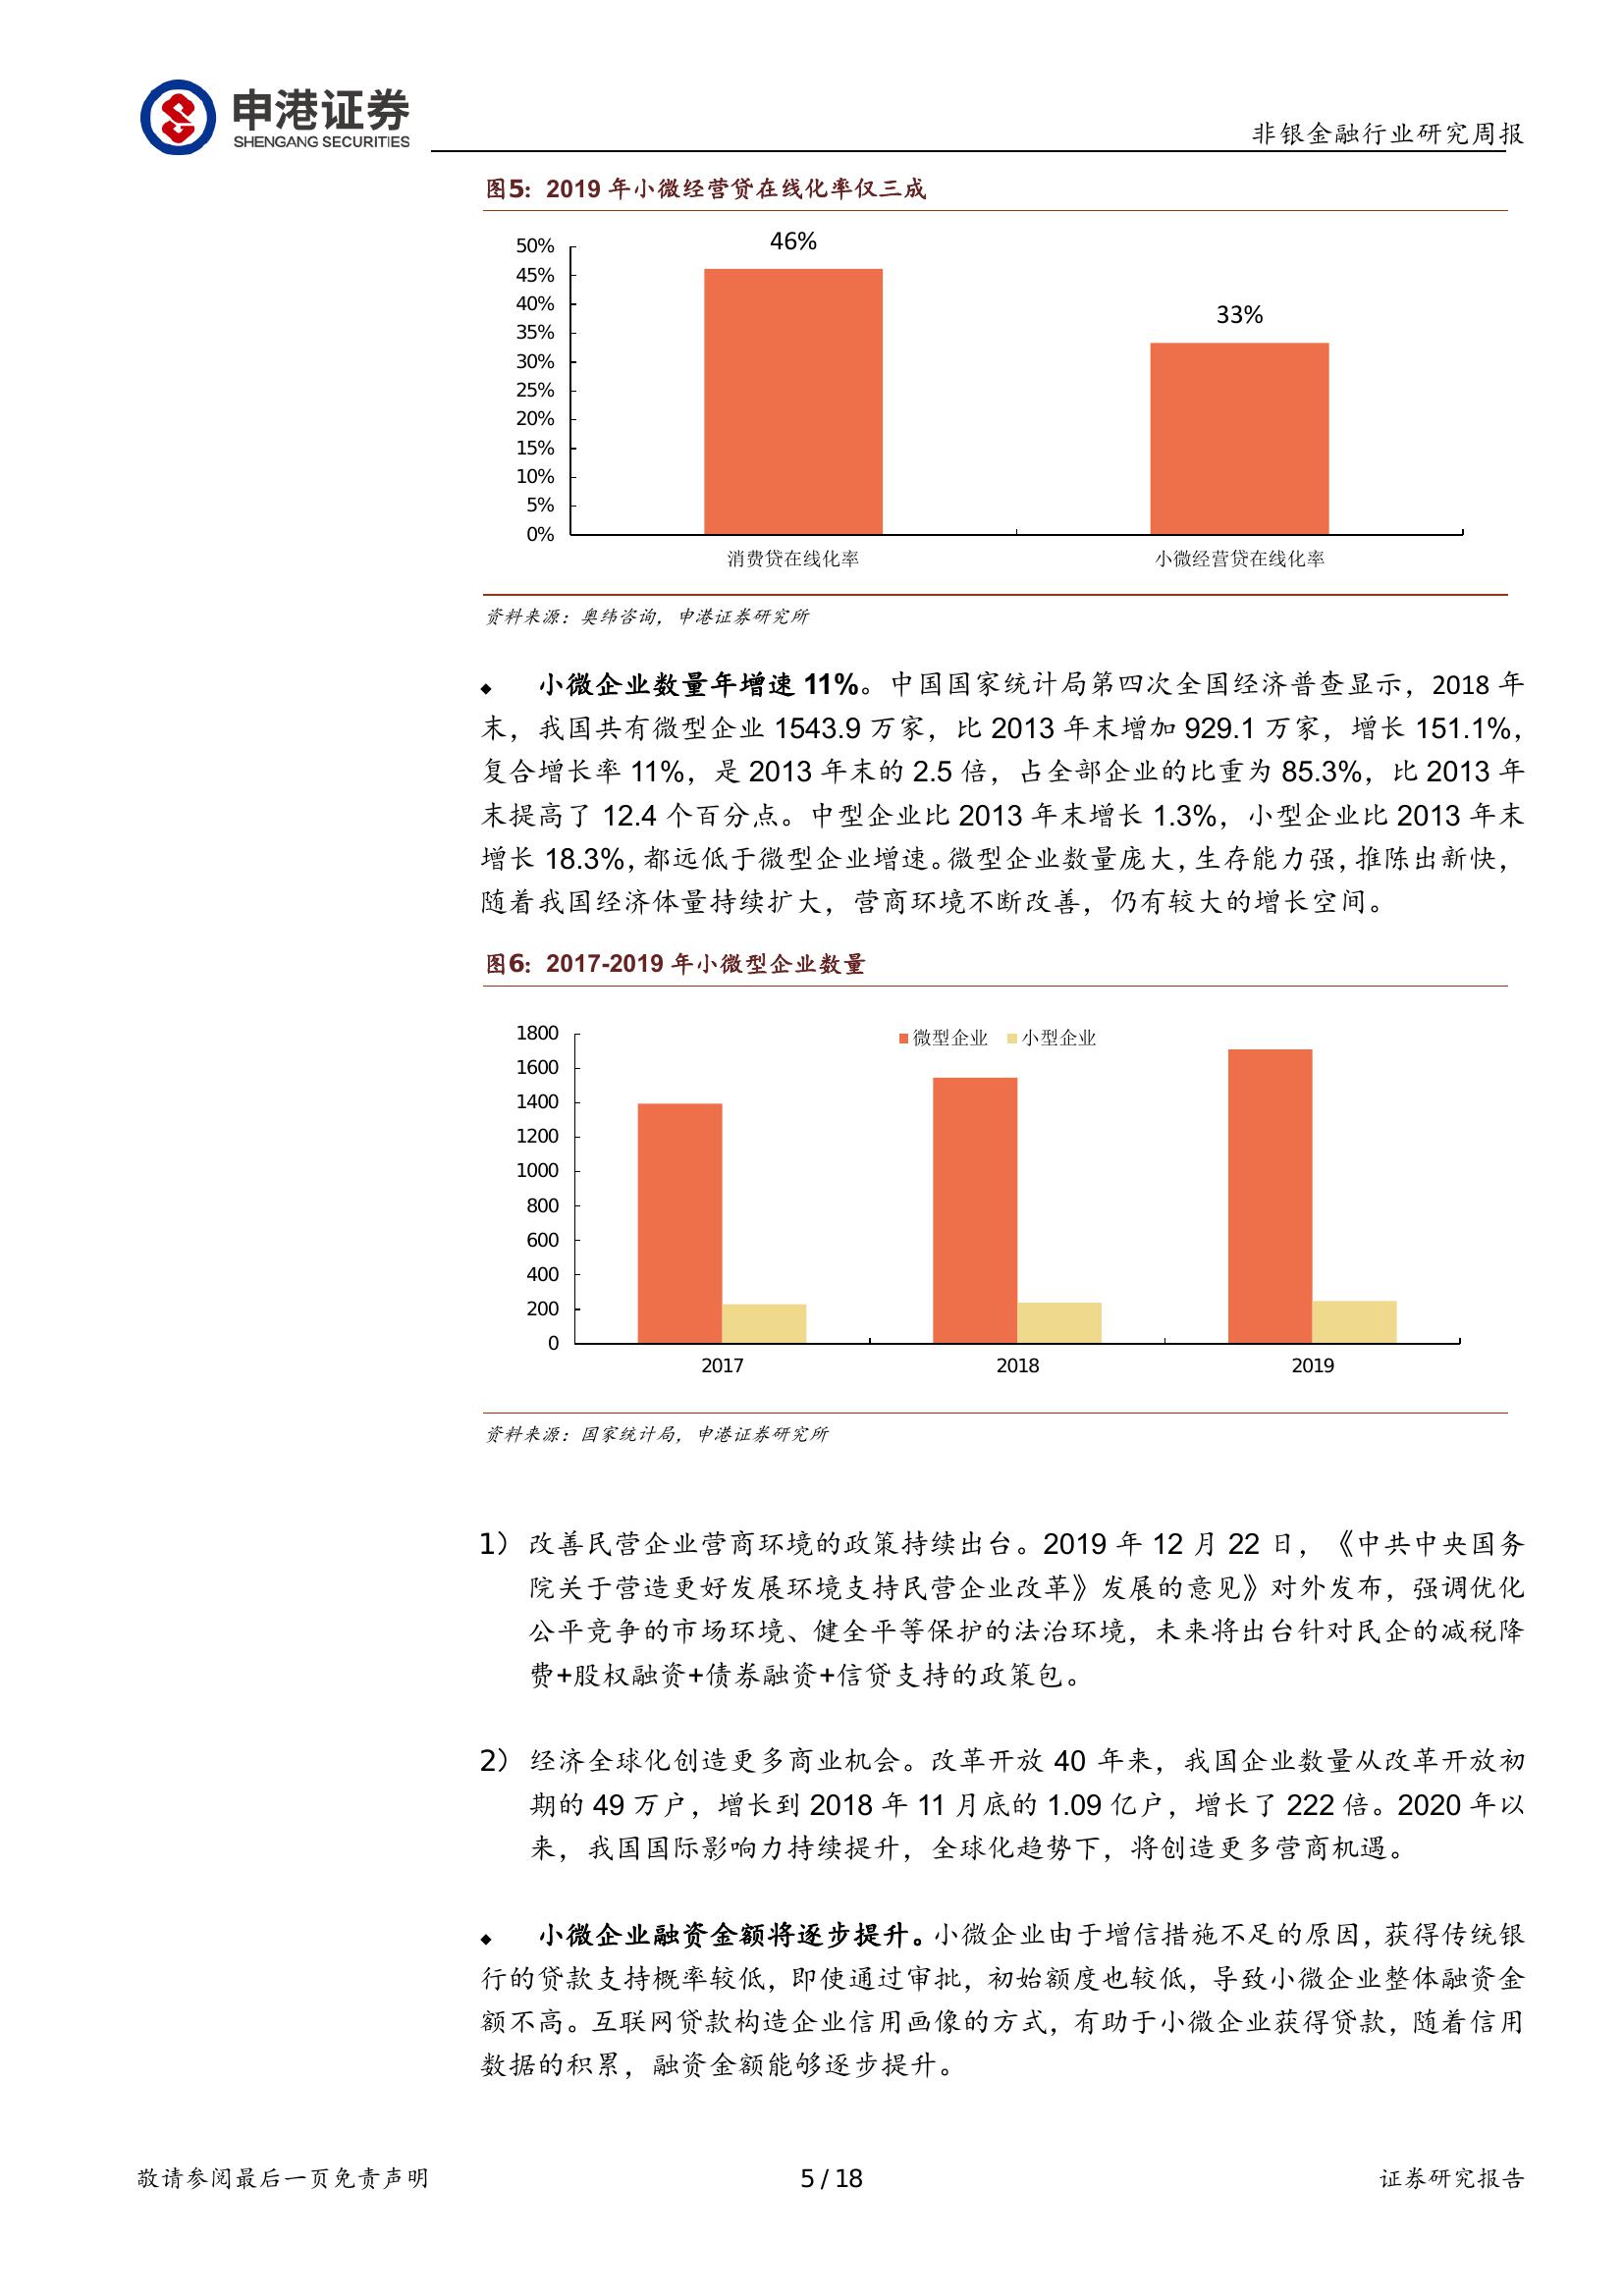 申港证券
SHENGANG SECURITIES
非银金融行业研究周报
图5：2019 年小微经营贷在线化率仅三成
50%
45%
40%
35%
30%
25%
20%
15%
10%
5%
0%
46%
33%
消费贷在线化率
小微经营贷在线化率
资料来源：奥纬咨询，申港证券研究所
◆ 小微企业数量年增速 11%。中国国家统计局第四次全国经济普查显示，2018 年
末，我国共有微型企业 1543.9 万家，比 2013 年末增加 929.1 万家，增长 151.1%，
复合增长率 11%，是 2013 年末的 2.5 倍，占全部企业的比重为 85.3%，比 2013 年
末提高了 12.4 个百分点。中型企业比 2013 年末增长 1.3%，小型企业比 2013 年末
增长 18.3%，都远低于微型企业增速。微型企业数量庞大，生存能力强，推陈出新快，
随着我国经济体量持续扩大，营商环境不断改善，仍有较大的增长空间。
图6：2017-2019 年小微型企业数量
微型企业 小型企业
1800
1600
1400
1200
1000
800
600
400
200
0
2017 2018 2019
资料来源：国家统计局，申港证券研究所
1） 改善民营企业营商环境的政策持续出台。2019 年 12 月 22 日，《中共中央国务
院关于营造更好发展环境支持民营企业改革》发展的意见》对外发布，强调优化
公平竞争的市场环境、健全平等保护的法治环境，未来将出台针对民企的减税降
费+股权融资+债券融资+信贷支持的政策包。
2） 经济全球化创造更多商业机会。改革开放 40 年来，我国企业数量从改革开放初
期的 49 万户，增长到 2018 年 11 月底的 1.09 亿户，增长了 222 倍。2020 年以
来，我国国际影响力持续提升，全球化趋势下，将创造更多营商机遇。
◆ 小微企业融资金额将逐步提升。小微企业由于增信措施不足的原因，获得传统银
行的贷款支持概率较低，即使通过审批，初始额度也较低，导致小微企业整体融资金
额不高。互联网贷款构造企业信用画像的方式，有助于小微企业获得贷款，随着信用
数据的积累，融资金额能够逐步提升。
敬请参阅最后一页免责声明
5 / 18
证券研究报告